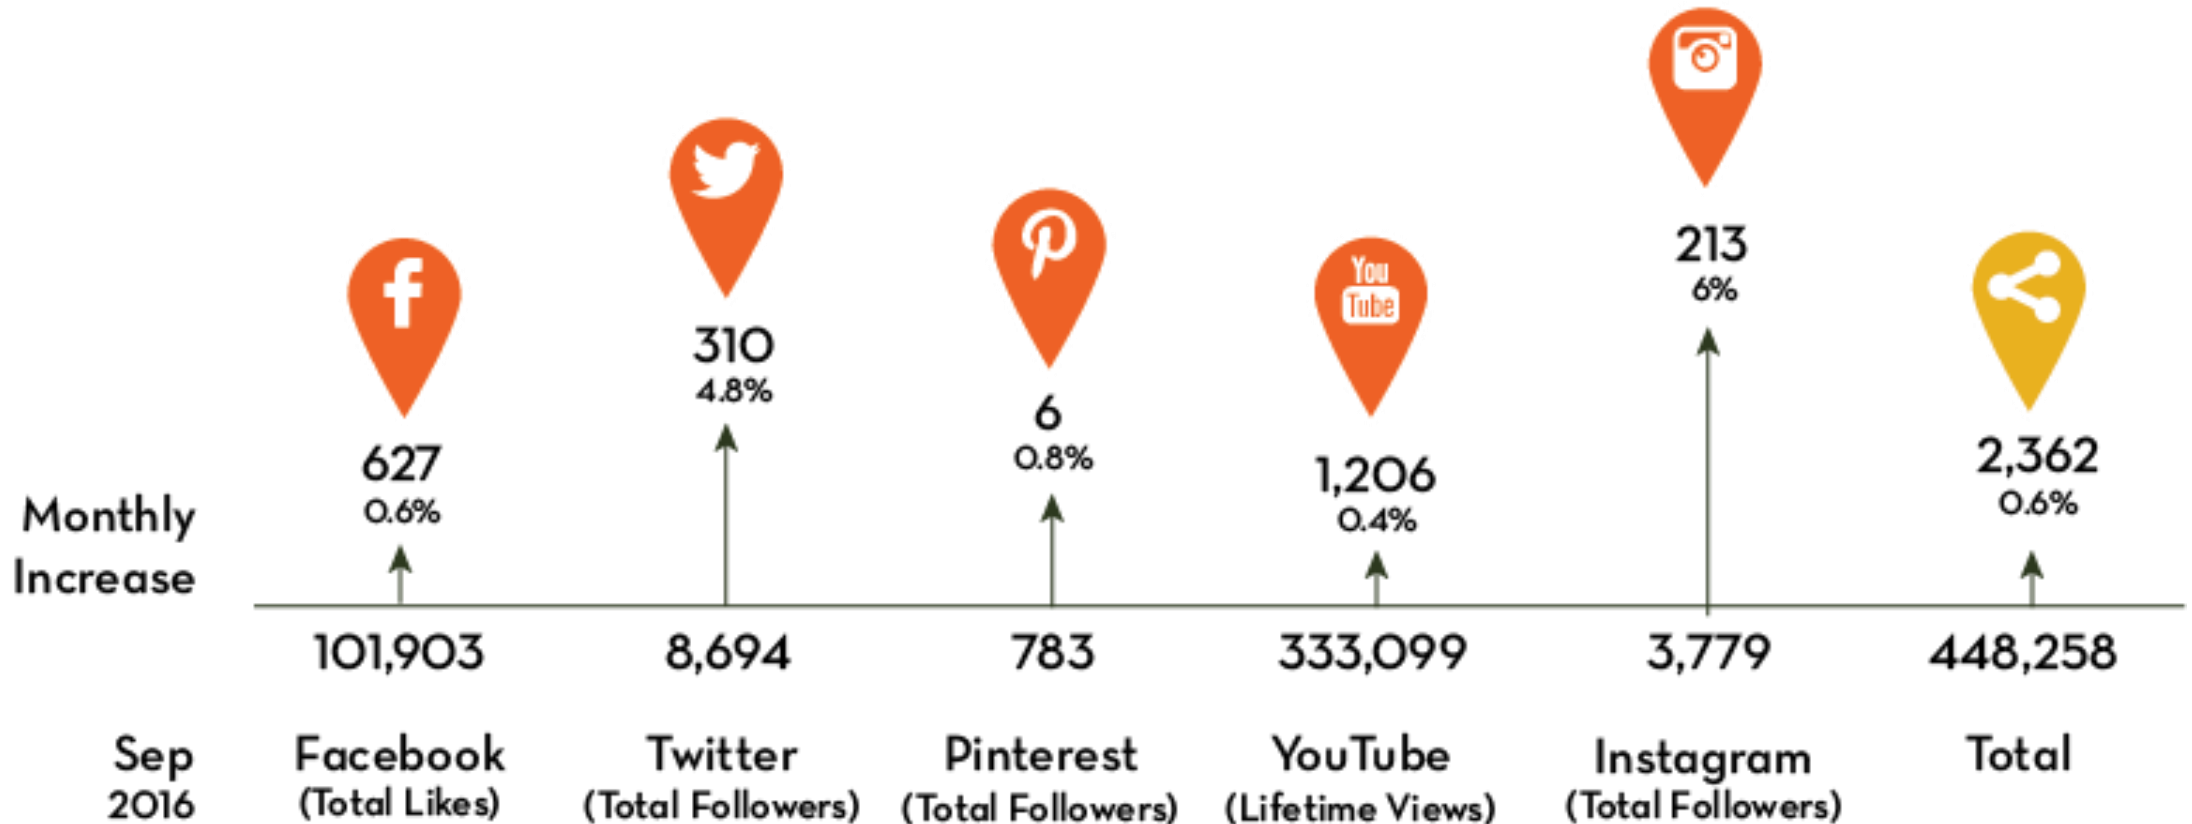 You
Tube
213
6%
310
4.8%
6
0.8%
627
0.6%
1,206
0.4%
2,362
0.6%
Monthly
Increase
101,903 8,694 783 333,099 3,779 448,258
Sep Facebook Twitter Pinterest YouTube Instagram Total
2016 (Total Likes) (Total Followers) (Total Followers) (Lifetime Views) (Total Followers)